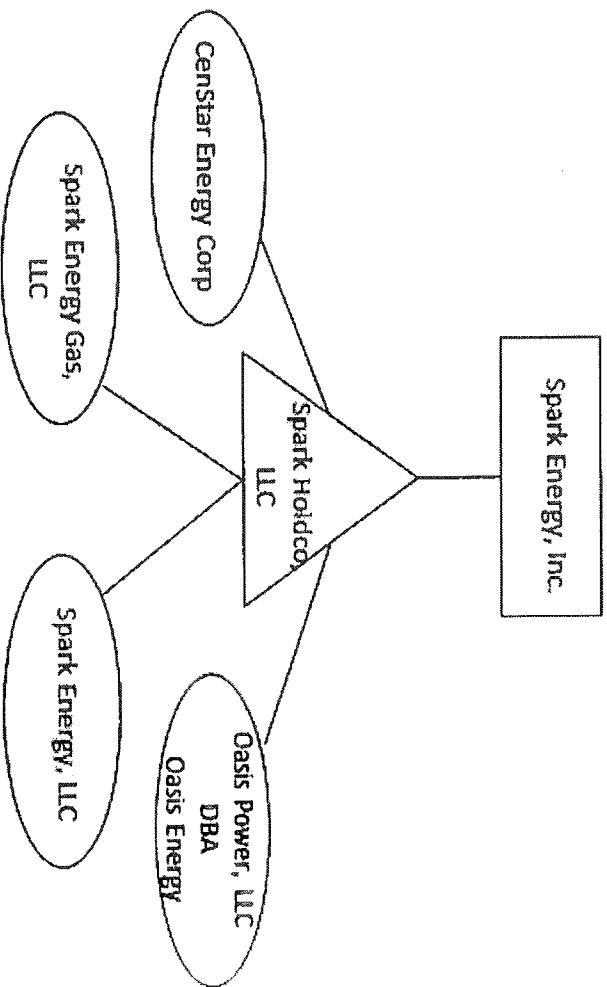 Spark Energy, Inc.
Spark Holdco,
LLC
CenStar Energy Corp
Oasis Power, LLC
DBA
Oasis Energy
Spark Energy Gas,
LLC
Spark Energy, LLC